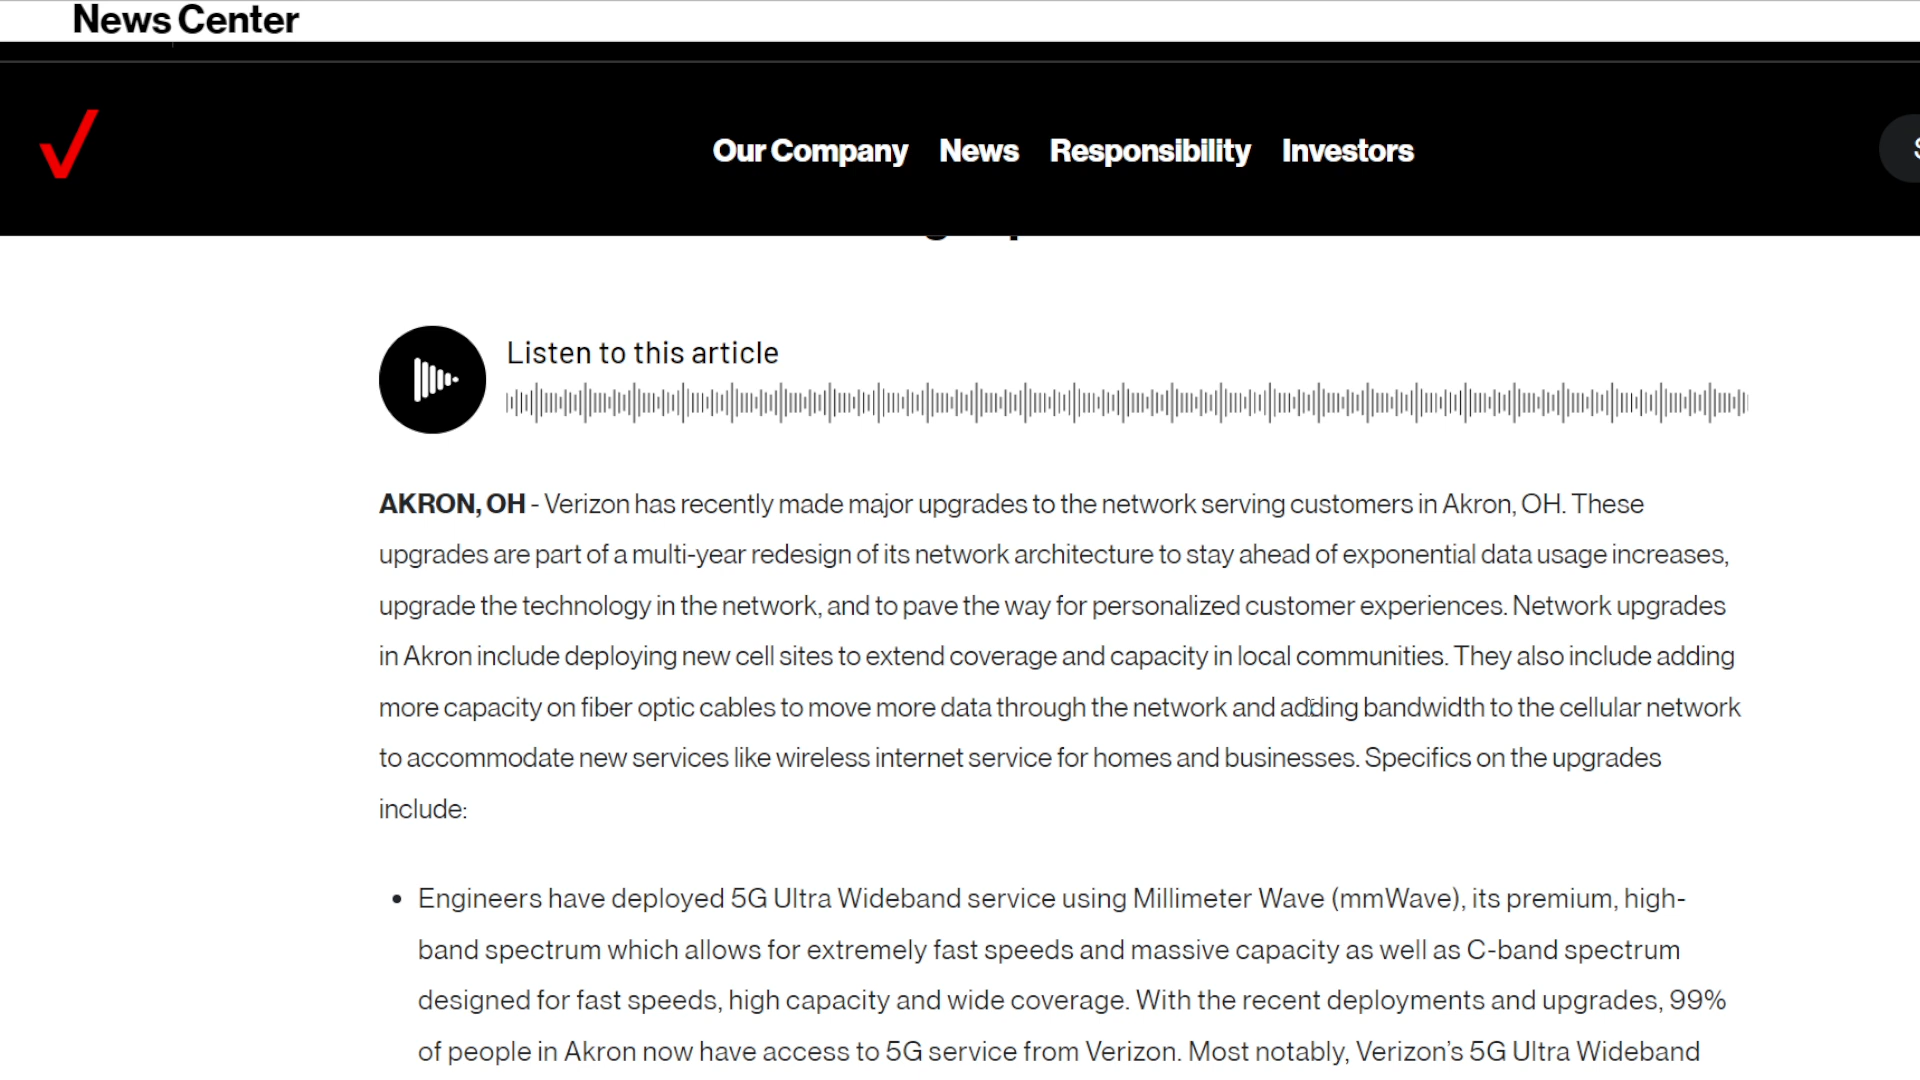 News Center
Our Company News Responsibility Investors
Listen to this article
AKRON, OH - Verizon has recently made major upgrades to the network serving customers in Akron, OH. These
upgrades are part of a multi-year redesign of its network architecture to stay ahead of exponential data usage increases,
upgrade the technology in the network, and to pave the way for personalized customer experiences. Network upgrades
in Akron include deploying new cell sites to extend coverage and capacity in local communities. They also include adding
more capacity on fiber optic cables to move more data through the network and adding bandwidth to the cellular network
to accommodate new services like wireless internet service for homes and businesses. Specifics on the upgrades
include:
• Engineers have deployed 5G Ultra Wideband service using Millimeter Wave (mmWave), its premium, high-
band spectrum which allows for extremely fast speeds and massive capacity as well as C-band spectrum
designed for fast speeds, high capacity and wide coverage. With the recent deployments and upgrades, 99%
of people in Akron now have access to 5G service from Verizon. Most notably, Verizon's 5G Ultra Wideband